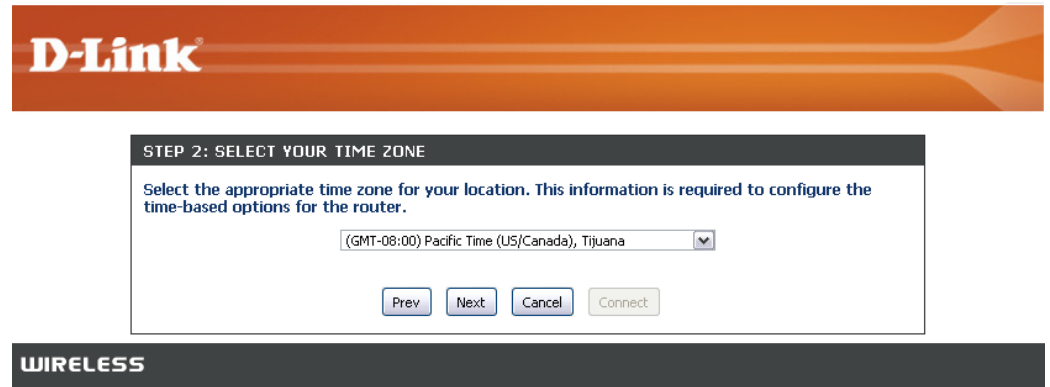 D-Link®
STEP 2: SELECT YOUR TIME ZONE
Select the appropriate time zone for your location. This information is required to configure the
time-based options for the router.
(GMT-08:00) Pacific Time (US/Canada), Tijuana
Prev Next Cancel Connect
WIRELESS